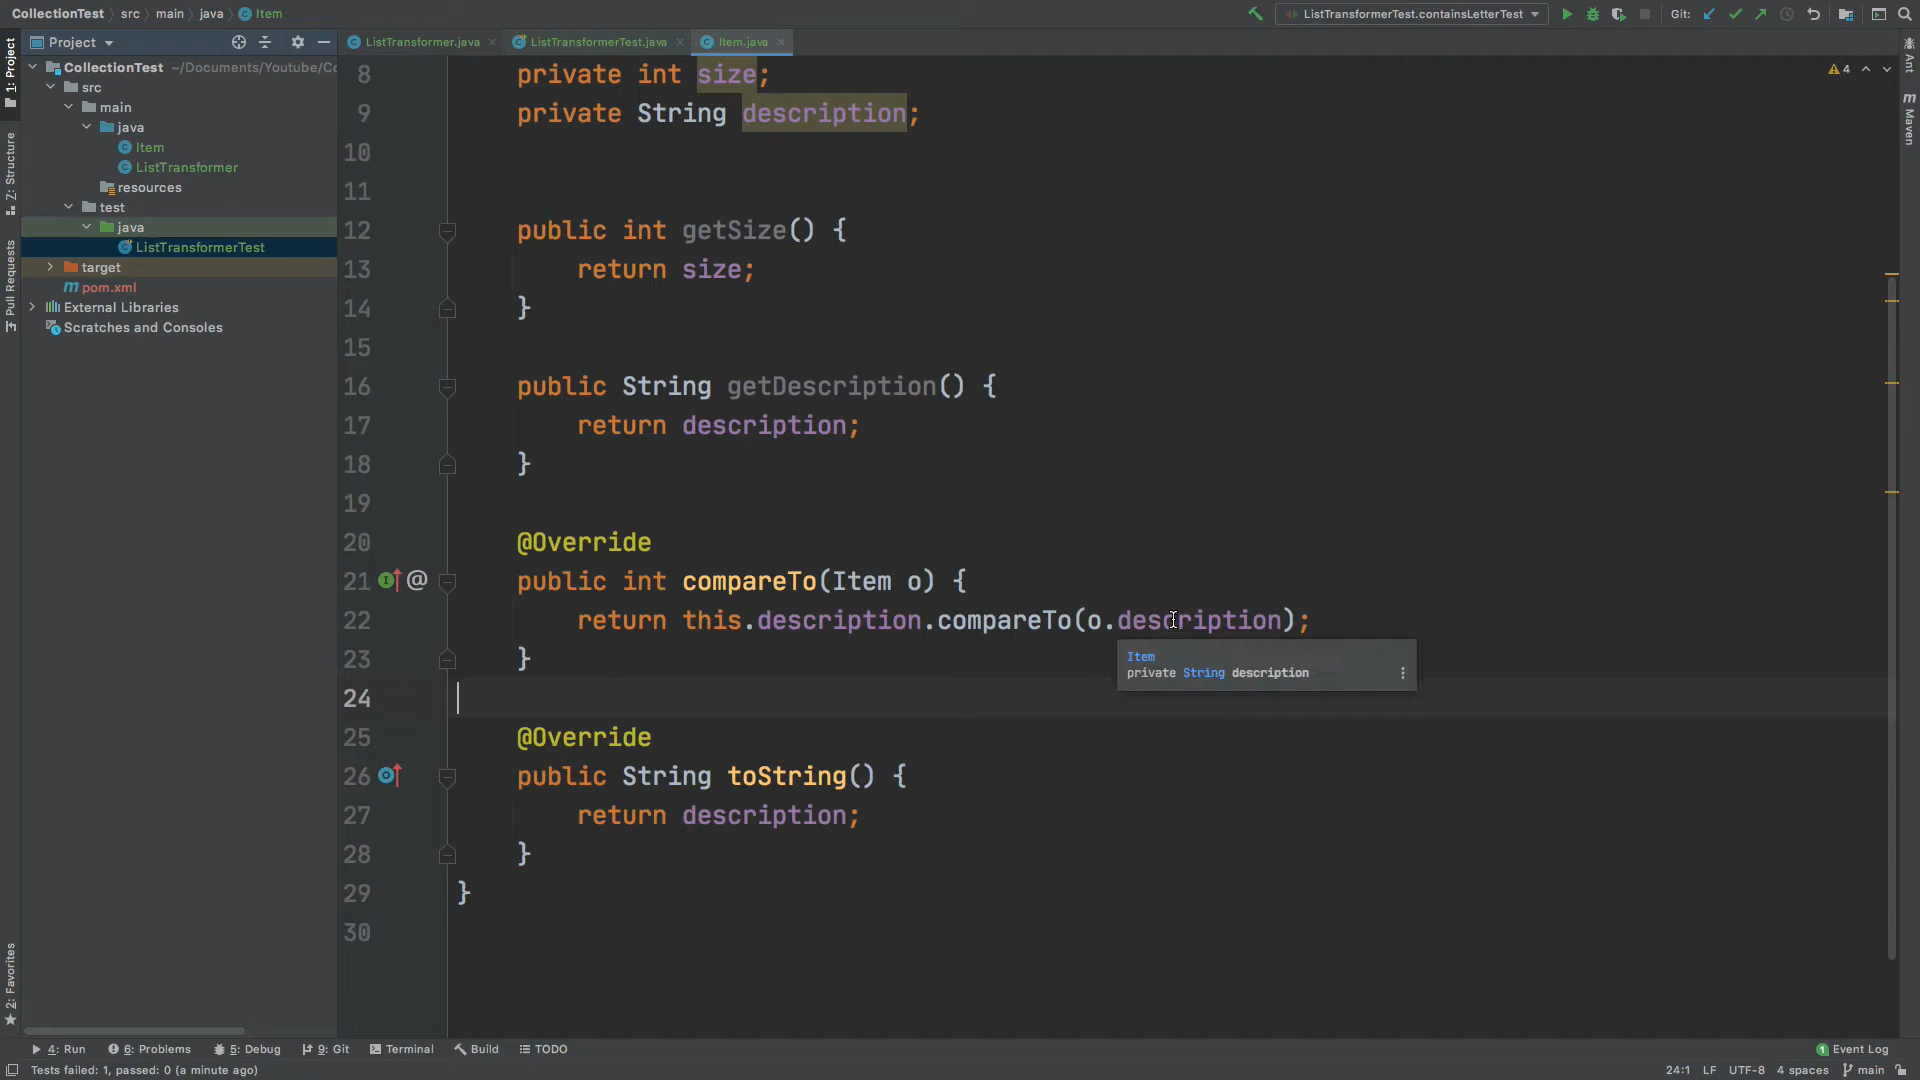 CollectionTest src main java Item
ListTransformerTest.containsLetterTest Git:
Project
ListTransformer.java ListTransformerTest.java Item.java
1: Project
Z: Structure
Pull Requests
2: Favorites
CollectionTest ~/Documents/Youtube/Co
src
main
java
Item
ListTransformer
resources
test
java
ListTransformerTest
target
pom.xml
External Libraries
Scratches and Consoles
8 private int size;
9 private String description;
10
11
12 public int getSize() {
13 return size;
14 }
15
16 public String getDescription() {
17 return description;
18 }
19
20 @Override
21 @ public int compareTo(Item o) {
22 return this.description.compareTo(o.description);
23 }
24
25 @Override
26 public String toString() {
27 return description;
28 }
29 }
30
Item
private String description
4
Ant
Maven
4: Run 6: Problems 5: Debug 9: Git Terminal Build TODO 1 Event Log
Tests failed: 1, passed: 0 (a minute ago) 24:1 LF UTF-8 4 spaces main